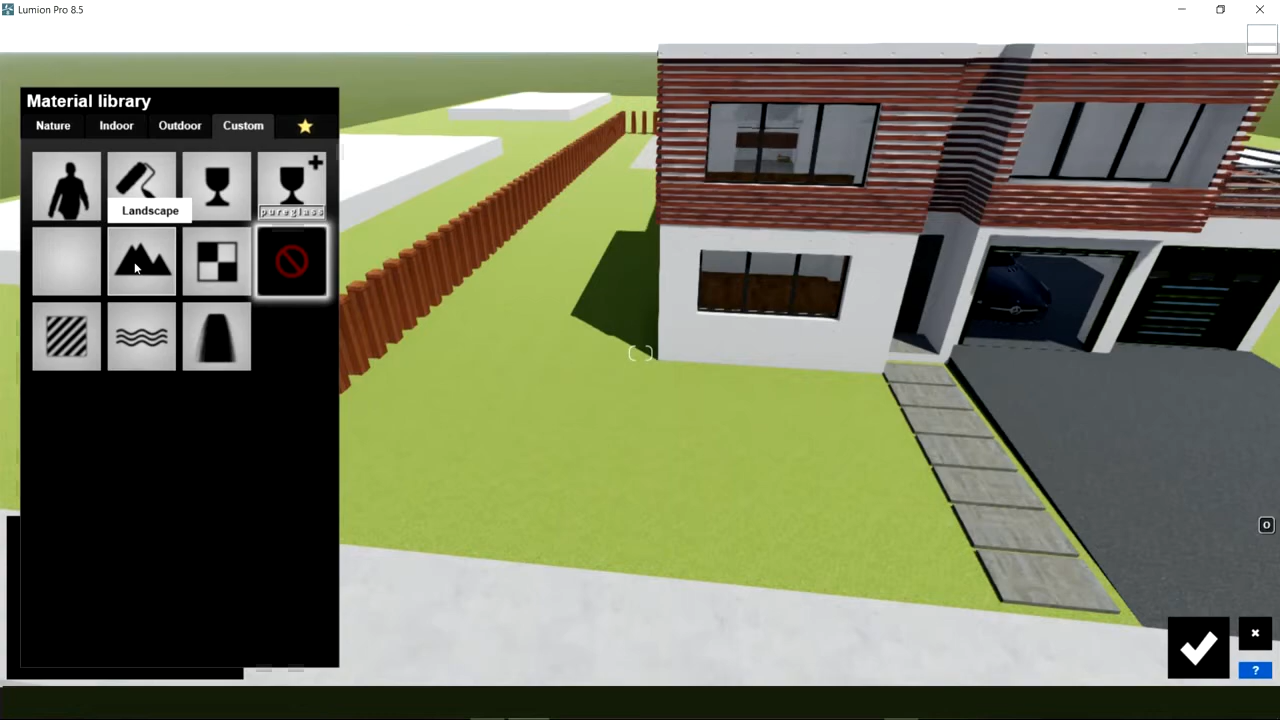 Lumion Pro 8.5
Material library
Nature Indoor Outdoor Custom
pureglass
Landscape
O
?